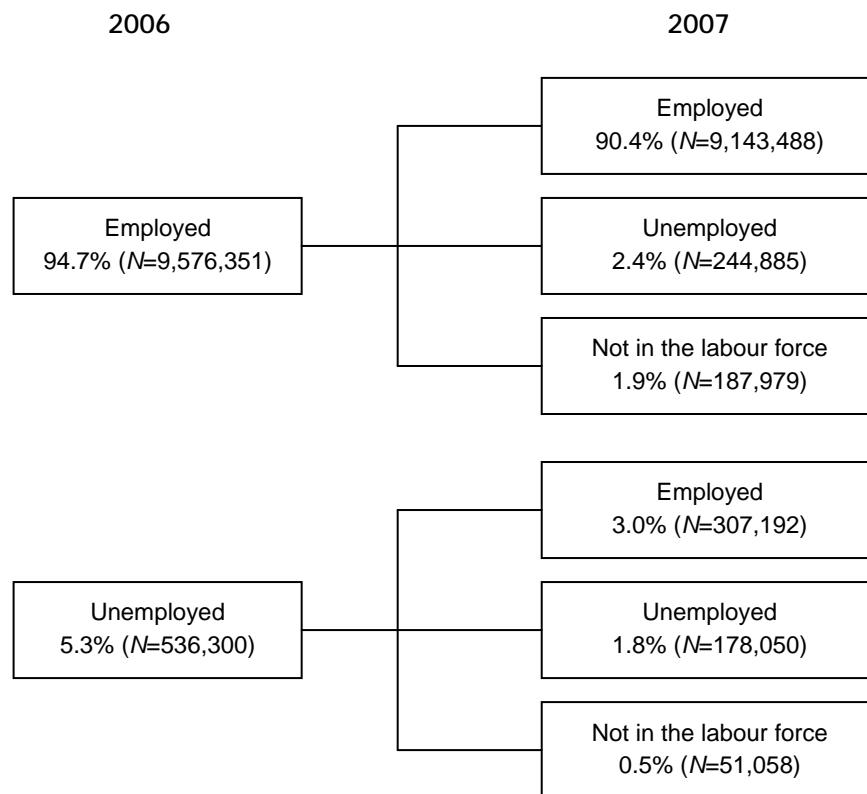 2006
2007
Employed
94.7% (N=9,576,351)
Employed
90.4% (N=9,143,488)
Unemployed
2.4% (N=244,885)
Not in the labour force
1.9% (N=187,979)
Unemployed
5.3% (N=536,300)
Employed
3.0% (N=307,192)
Unemployed
1.8% (N=178,050)
Not in the labour force
0.5% (N=51,058)